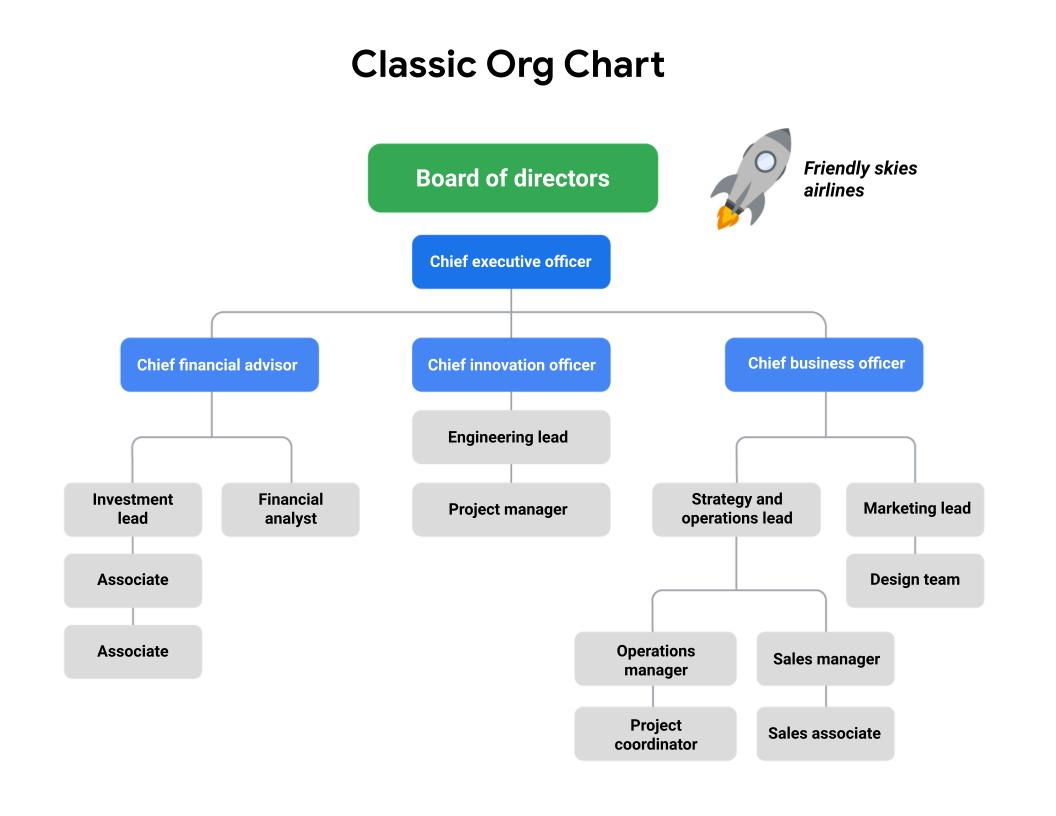 Classic Org Chart
Board of directors
Friendly skies
airlines
Chief executive officer
Chief financial advisor
Chief innovation officer
Chief business officer
Engineering lead
Investment
lead
Financial
analyst
Project manager
Strategy and
operations lead
Marketing lead
Associate
Design team
Associate
Operations
manager
Sales manager
Project
coordinator
Sales associate